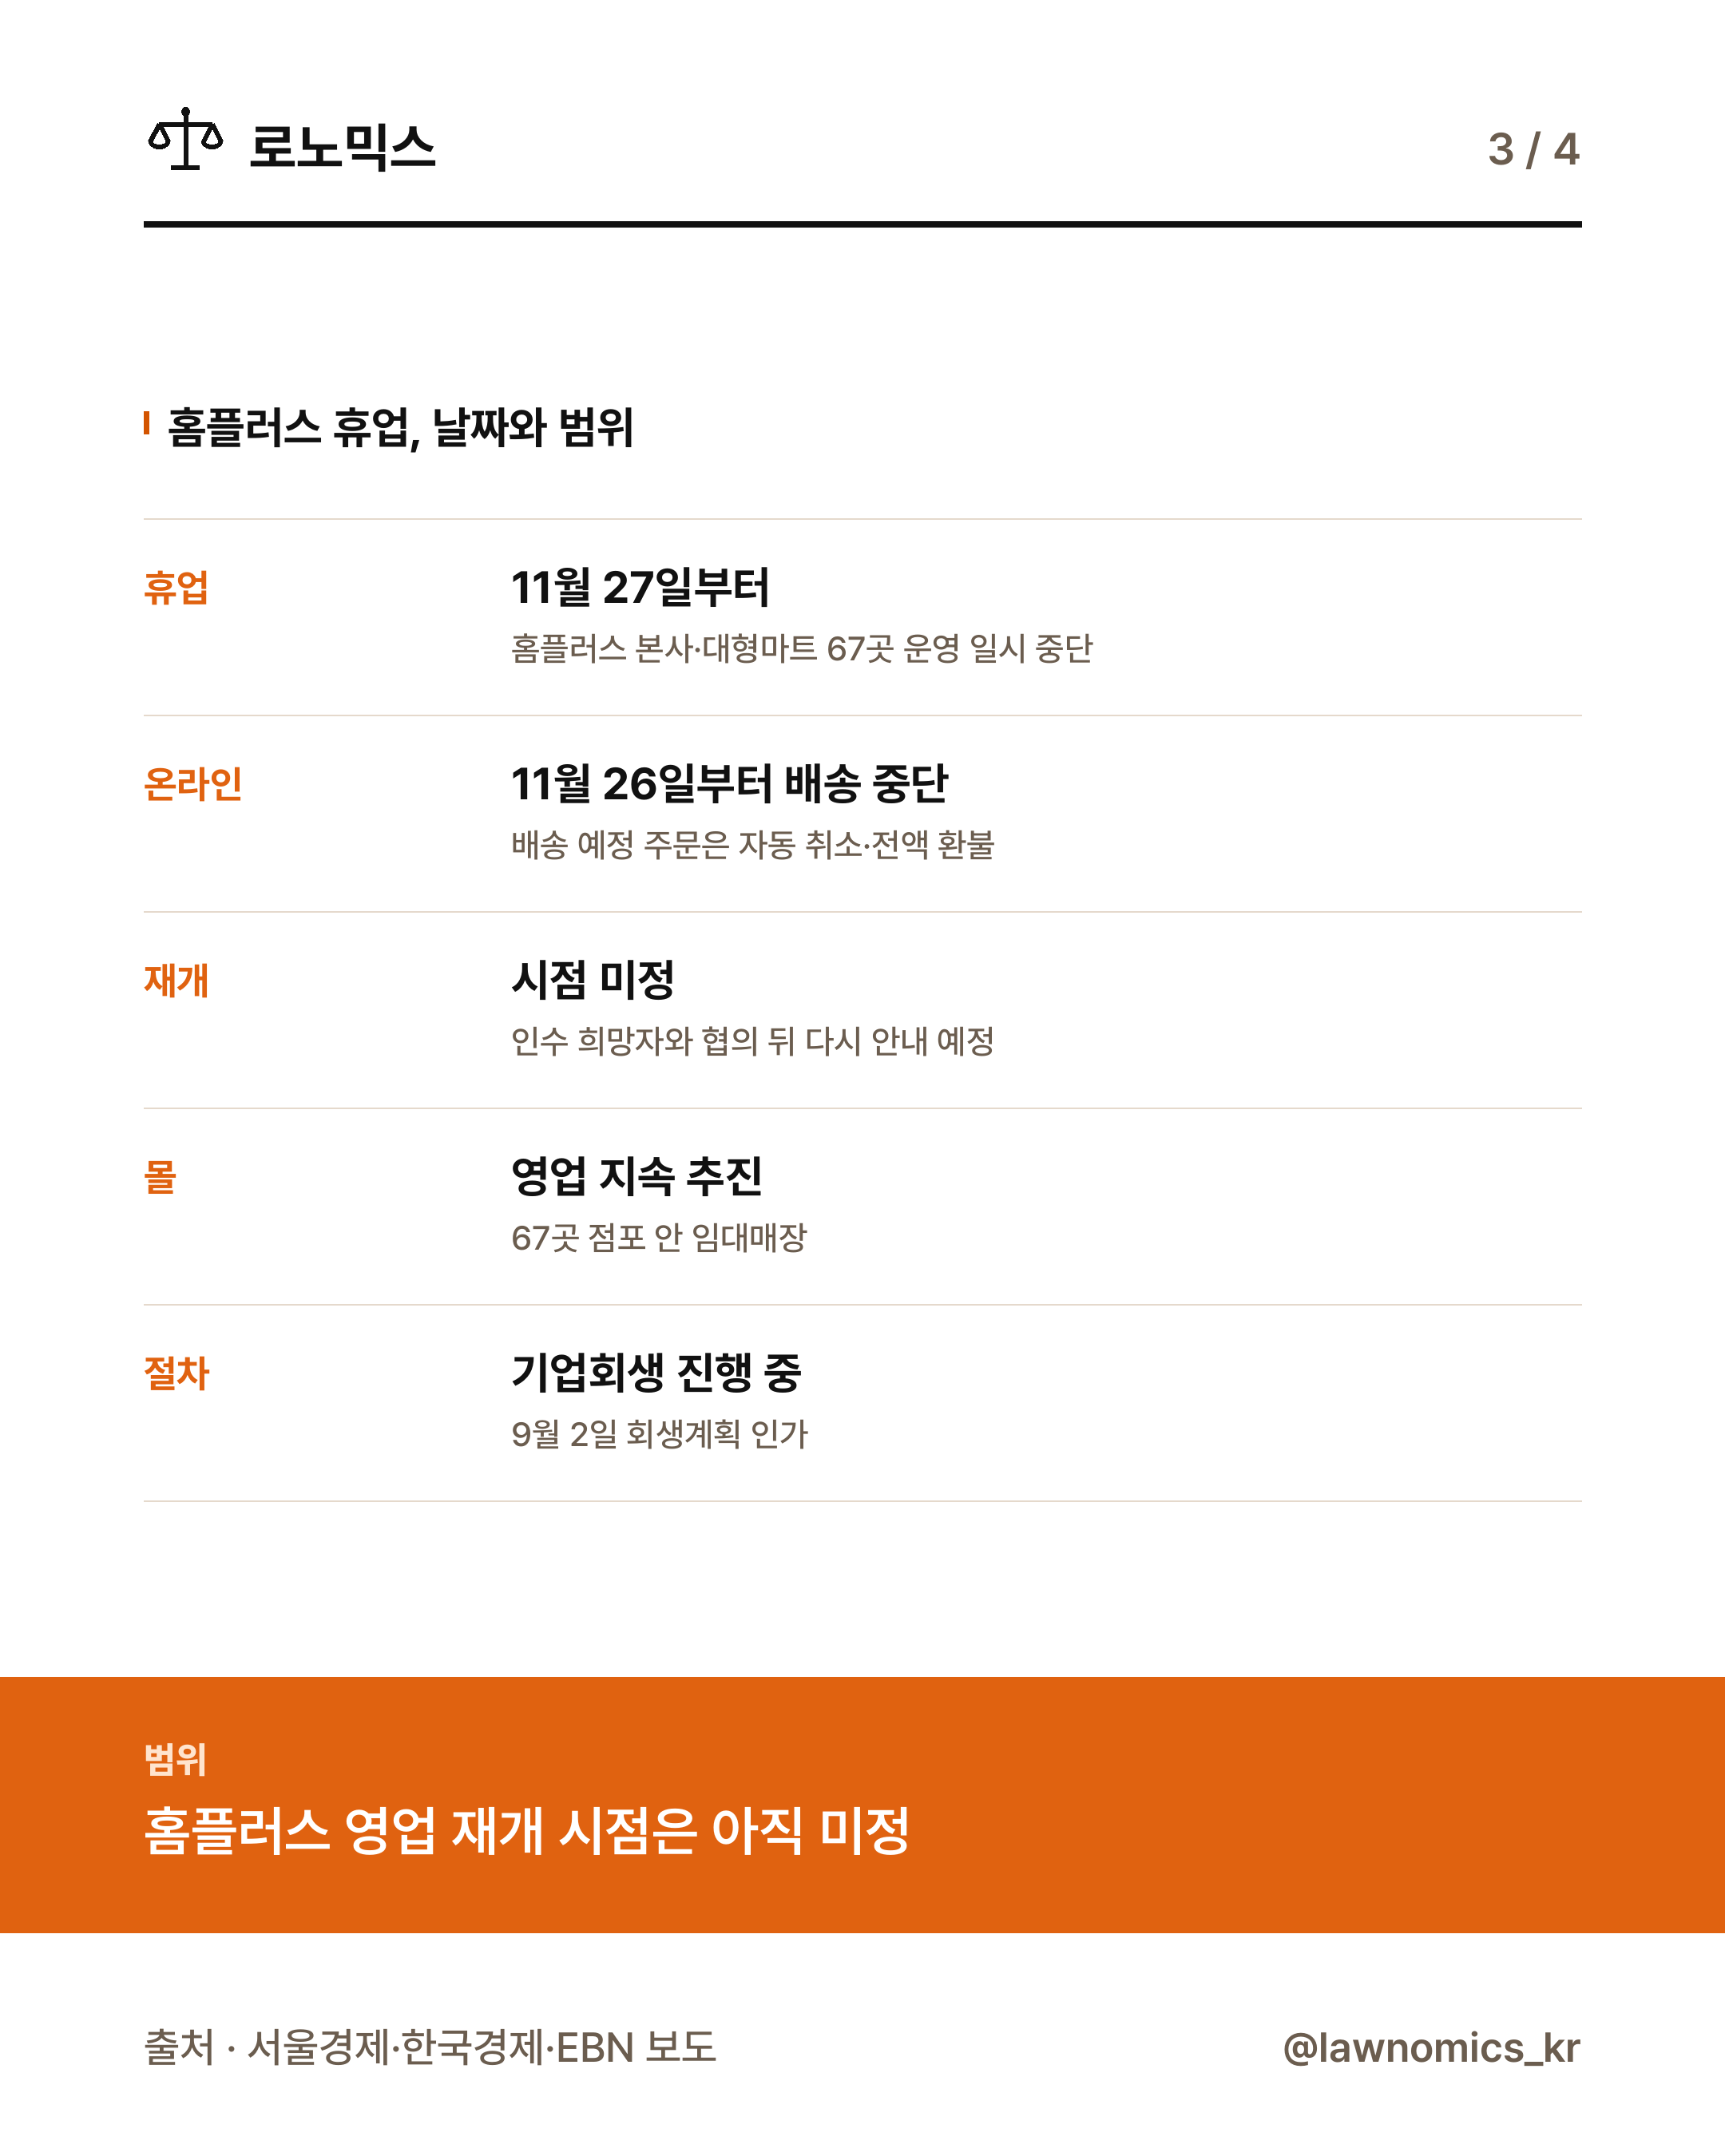 로노믹스
3 / 4
홈플러스 휴업, 날짜와 범위
휴업
11월 27일부터
홈플러스 본사·대형마트 67곳 운영 일시 중단
온라인
11월 26일부터 배송 중단
배송 예정 주문은 자동 취소·전액 환불
재개
시점 미정
인수 희망자와 협의 뒤 다시 안내 예정
몰
영업 지속 추진
67곳 점포 안 임대매장
절차
기업회생 진행 중
9월 2일 회생계획 인가
범위
홈플러스 영업 재개 시점은 아직 미정
출처 · 서울경제·한국경제·EBN 보도
@lawnomics_kr